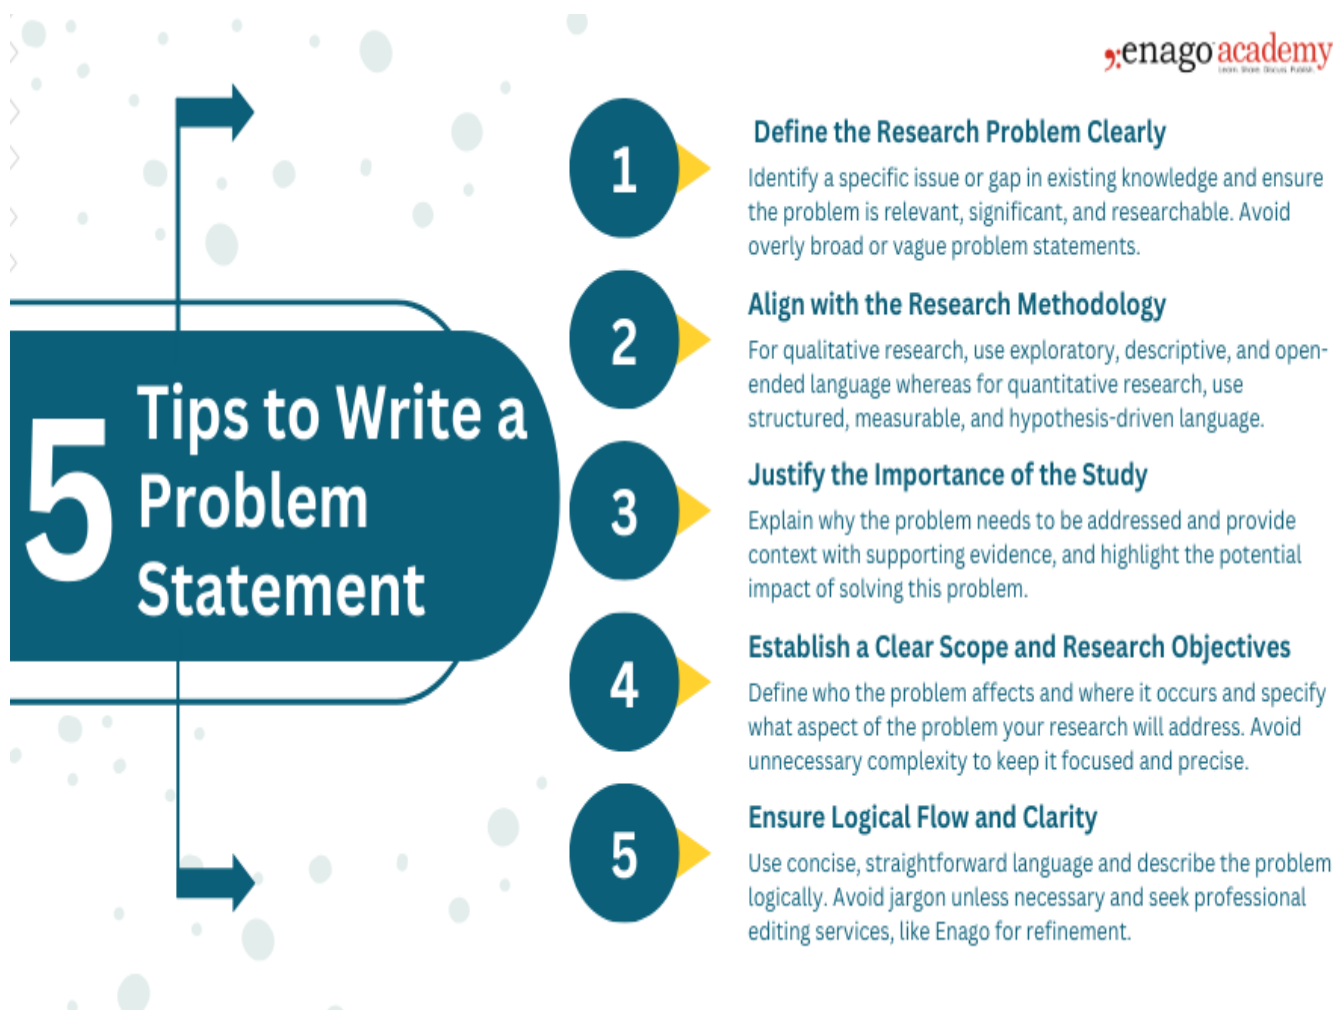 enago academy
Learn. Share. Discuss. Publish.
5
Tips to Write a
Problem
Statement
1
Define the Research Problem Clearly
Identify a specific issue or gap in existing knowledge and ensure
the problem is relevant, significant, and researchable. Avoid
overly broad or vague problem statements.
2
Align with the Research Methodology
For qualitative research, use exploratory, descriptive, and open-
ended language whereas for quantitative research, use
structured, measurable, and hypothesis-driven language.
3
Justify the Importance of the Study
Explain why the problem needs to be addressed and provide
context with supporting evidence, and highlight the potential
impact of solving this problem.
4
Establish a Clear Scope and Research Objectives
Define who the problem affects and where it occurs and specify
what aspect of the problem your research will address. Avoid
unnecessary complexity to keep it focused and precise.
5
Ensure Logical Flow and Clarity
Use concise, straightforward language and describe the problem
logically. Avoid jargon unless necessary and seek professional
editing services, like Enago for refinement.